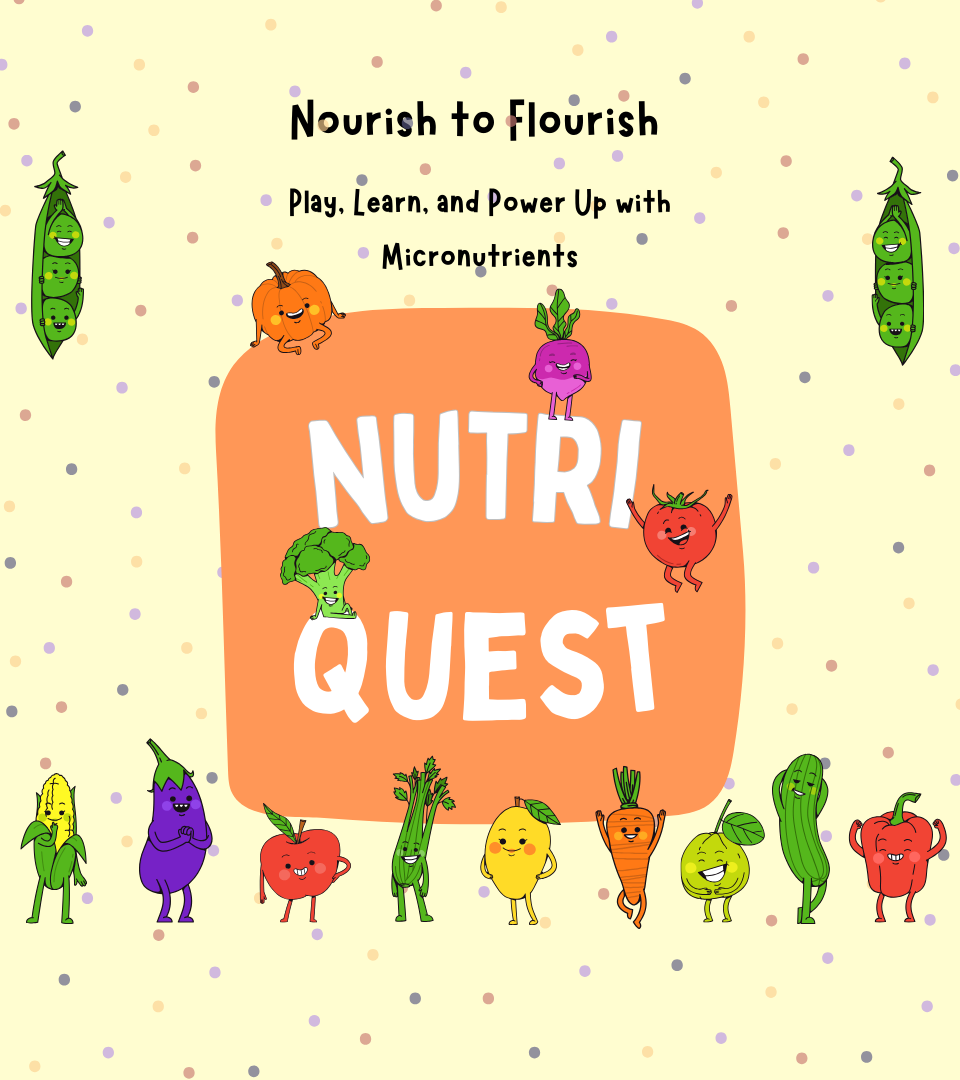 Nourish to Flourish
Play, Learn, and Power Up with
Micronutrients
NUTRI
QUEST